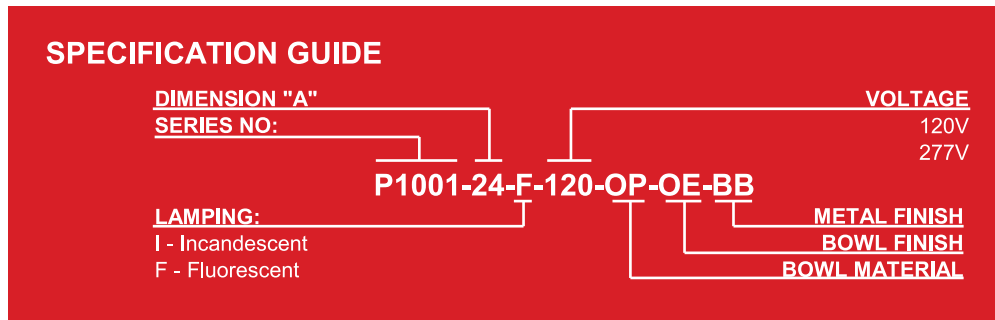 SPECIFICATION GUIDE
DIMENSION "A"
SERIES NO:
VOLTAGE
120V
277V
P1001-24-F-120-OP-OE-BB
LAMPING:
I - Incandescent
F - Fluorescent
METAL FINISH
BOWL FINISH
BOWL MATERIAL